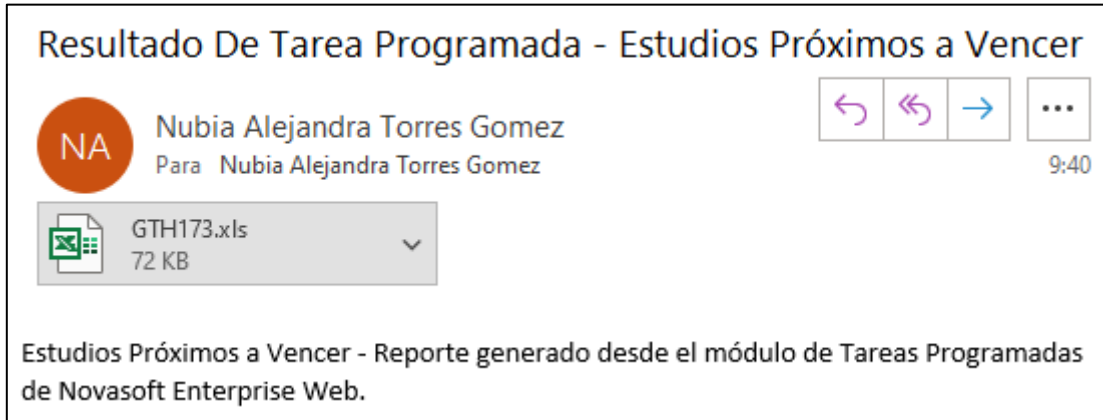 Resultado De Tarea Programada - Estudios Próximos a Vencer
NA
Nubia Alejandra Torres Gomez
Para Nubia Alejandra Torres Gomez
9:40
GTH173.xls
72 KB
Estudios Próximos a Vencer - Reporte generado desde el módulo de Tareas Programadas
de Novasoft Enterprise Web.